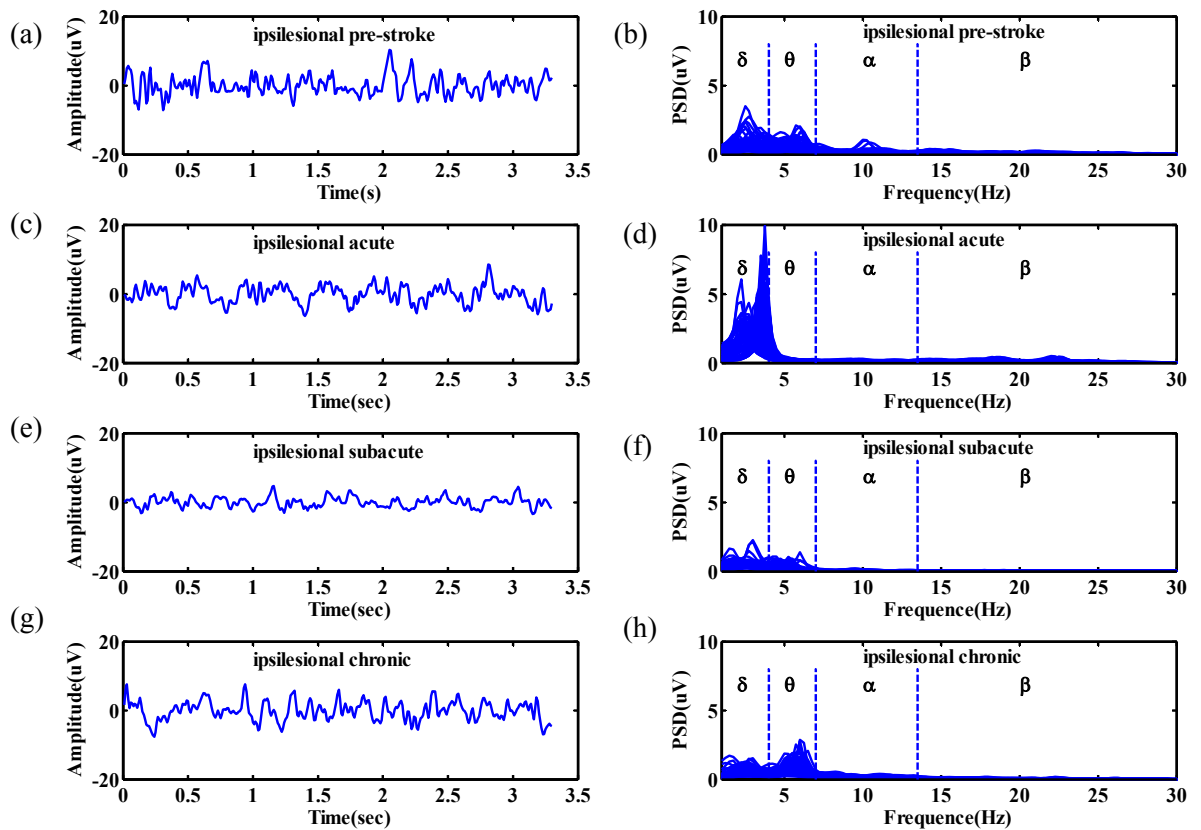 (a)
20
0
-20
Amplitude(uV)
ipsilesional pre-stroke
0 0.5 1 1.5 2 2.5 3 3.5
Time(s)
(b)
10
5
0
PSD(uV)
ipsilesional pre-stroke
δ θ α β
5 10 15 20 25 30
Frequency(Hz)
(c)
20
0
-20
Amplitude(uV)
ipsilesional acute
0 0.5 1 1.5 2 2.5 3 3.5
Time(sec)
(d)
10
5
0
PSD(uV)
ipsilesional acute
δ θ α β
5 10 15 20 25 30
Frequence(Hz)
(e)
20
0
-20
Amplitude(uV)
ipsilesional subacute
0 0.5 1 1.5 2 2.5 3 3.5
Time(sec)
(f)
10
5
0
PSD(uV)
ipsilesional subacute
δ θ α β
5 10 15 20 25 30
Frequence(Hz)
(g)
20
0
-20
Amplitude(uV)
ipsilesional chronic
0 0.5 1 1.5 2 2.5 3 3.5
Time(sec)
(h)
10
5
0
PSD(uV)
ipsilesional chronic
δ θ α β
5 10 15 20 25 30
Frequence(Hz)